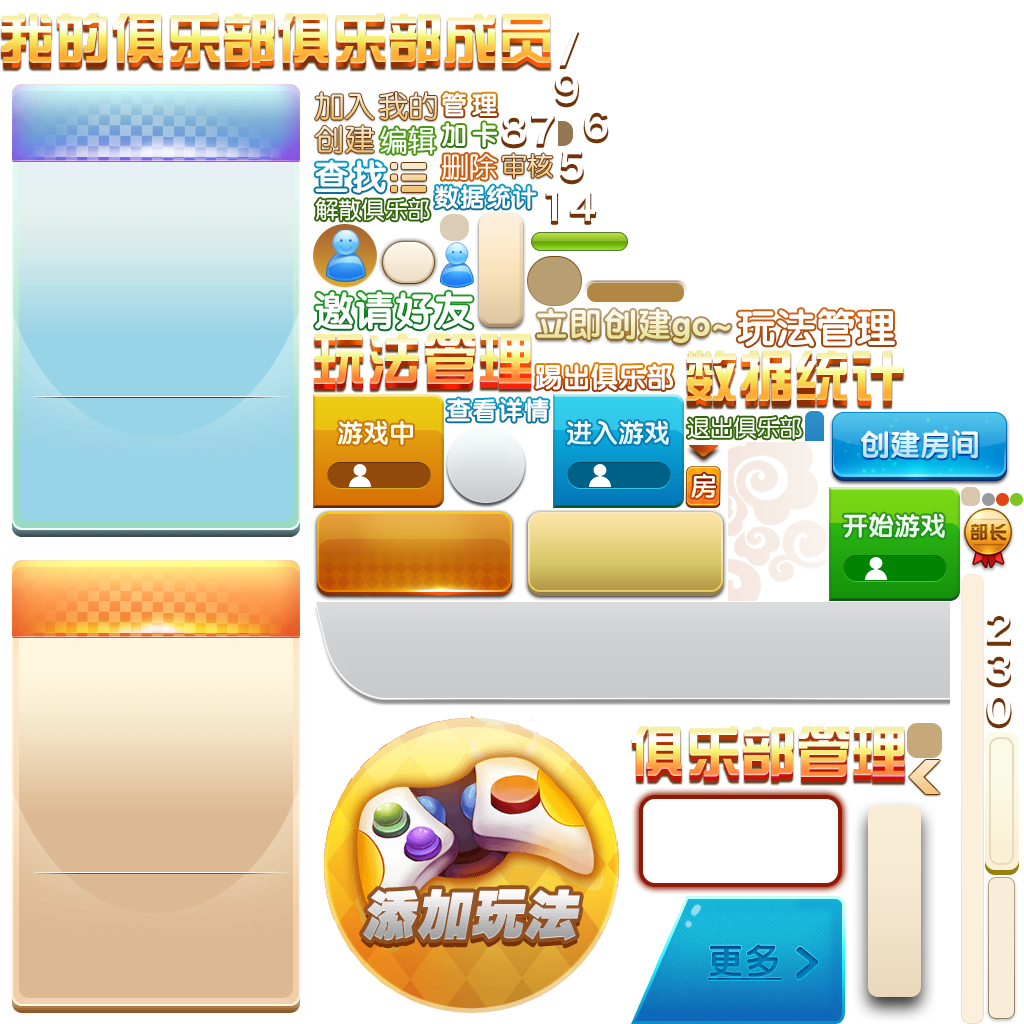 我的俱乐部俱乐部成员
/
9
加入 我的 管理
创建 编辑 加卡 8 7 6
查找 删除 审核 5
解散俱乐部 数据统计 1 4
邀请好友
立即创建go~ 玩法管理
玩法管理 踢出俱乐部 数据统计
查看详情
游戏中
进入游戏
退出俱乐部
创建房间
房
开始游戏
部长
2
3
0
俱乐部管理
添加玩法
更多 >